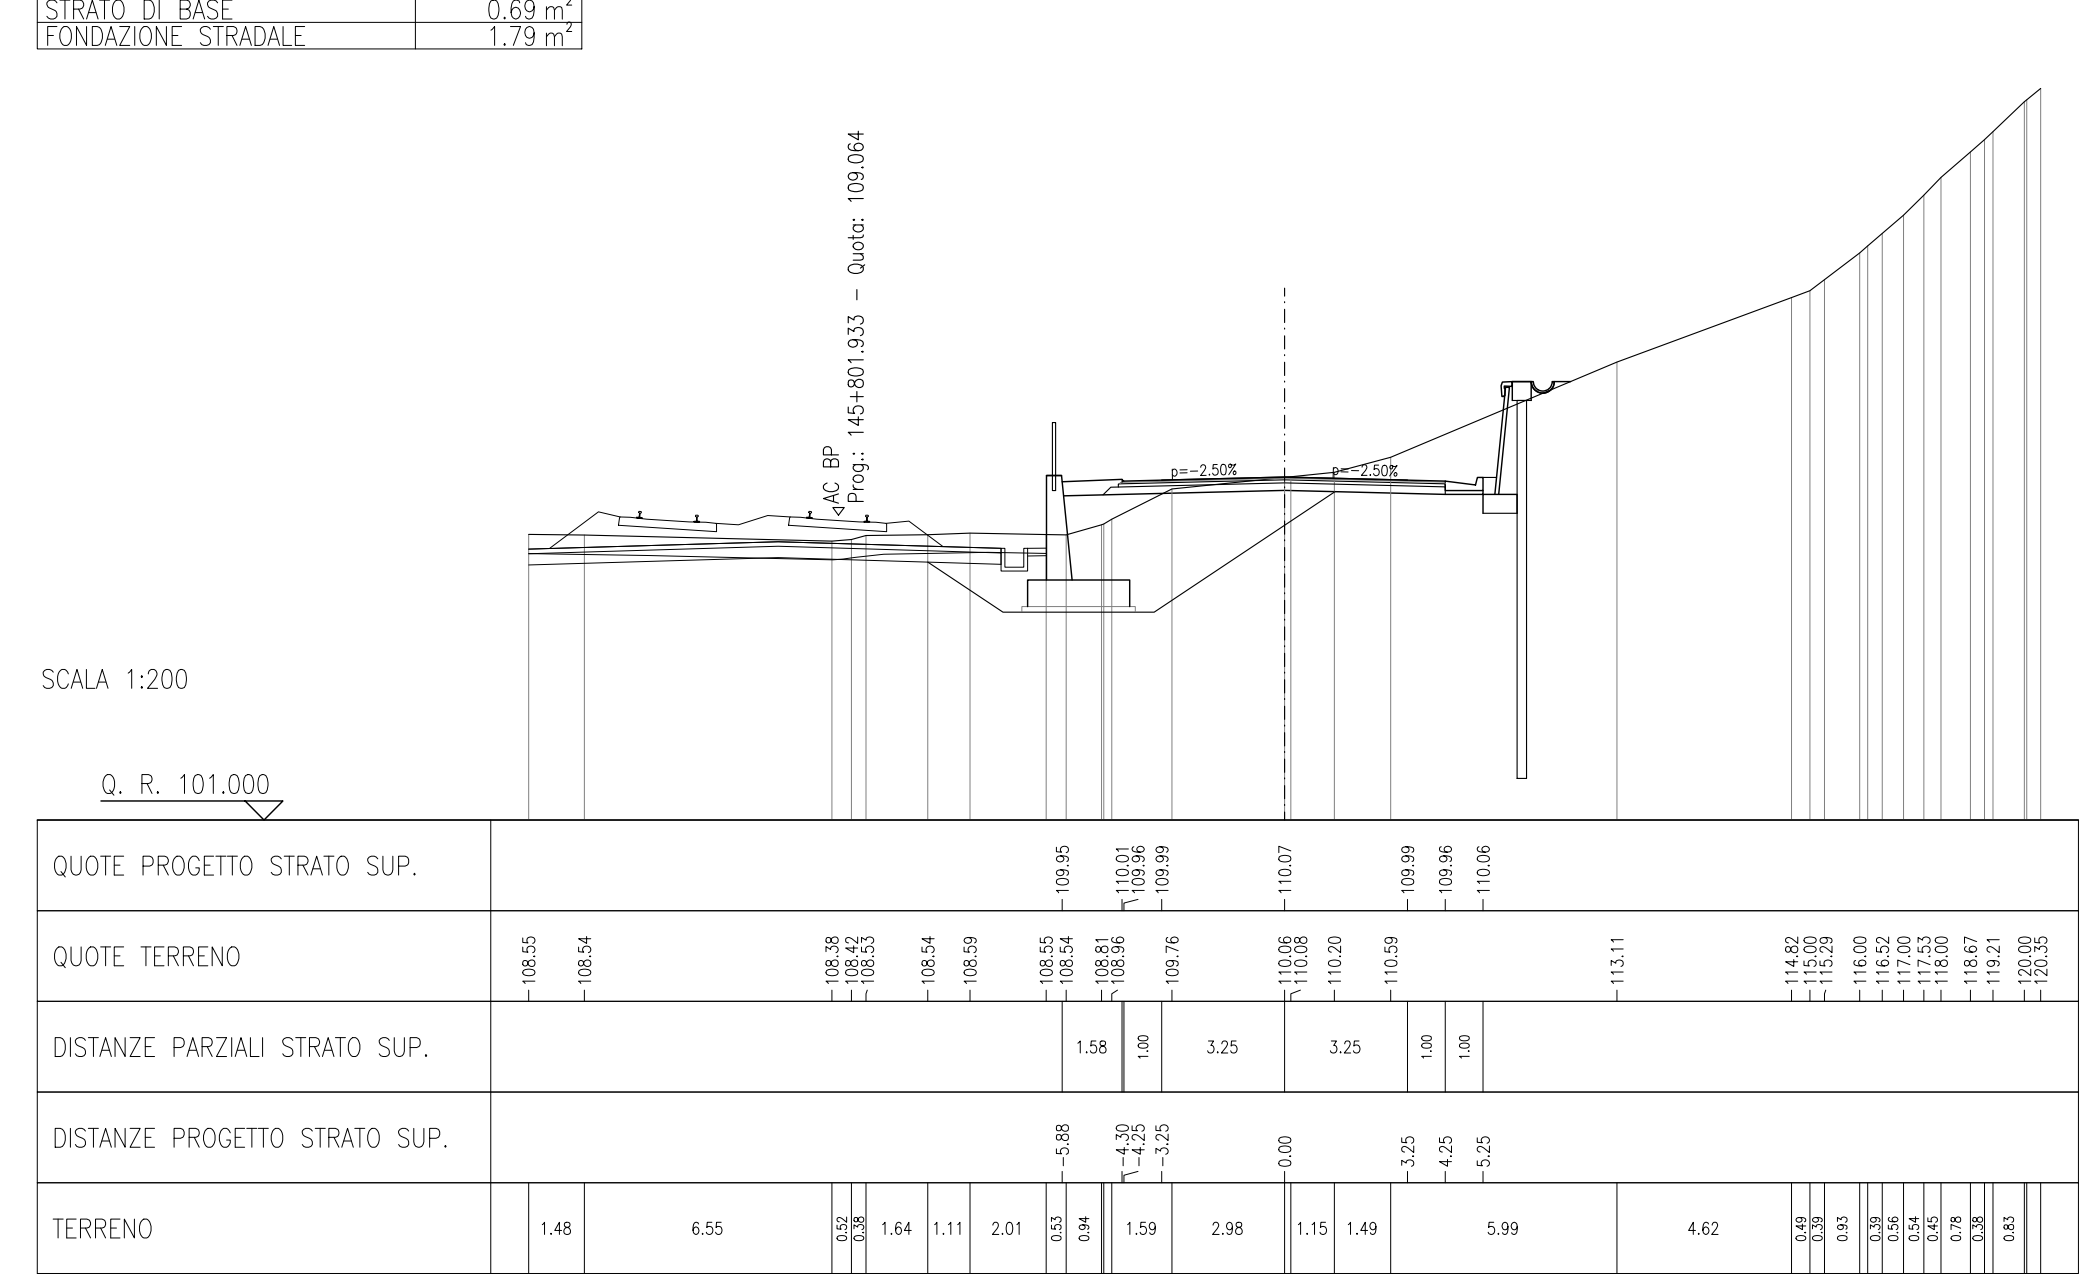 STRATO DI BASE 0.69 m²
FONDAZIONE STRADALE 1.79 m²
AC BP
Prog.: 145+801.933 - Quota: 109.064
p=-2.50% p=-2.50%
SCALA 1:200
Q. R. 101.000
QUOTE PROGETTO STRATO SUP. 109.95 110.01 109.96 109.99 110.07 109.99 109.96 110.06
QUOTE TERRENO 108.55 108.54 108.38 108.42 108.53 108.54 108.59 108.55 108.54 108.81 108.96 109.76 110.06 110.08 110.20 110.59 113.11 114.82 115.00 115.29 116.00 116.52 117.00 117.53 118.00 118.67 119.21 120.00 120.35
DISTANZE PARZIALI STRATO SUP. 1.58 1.00 3.25 3.25 1.00 1.00
DISTANZE PROGETTO STRATO SUP. -5.88 -4.30 -4.25 -3.25 0.00 3.25 4.25 5.25
TERRENO 1.48 6.55 0.52 0.38 1.64 1.11 2.01 0.53 0.94 1.59 2.98 1.15 1.49 5.99 4.62 0.49 0.39 0.93 0.39 0.56 0.54 0.45 0.78 0.38 0.83